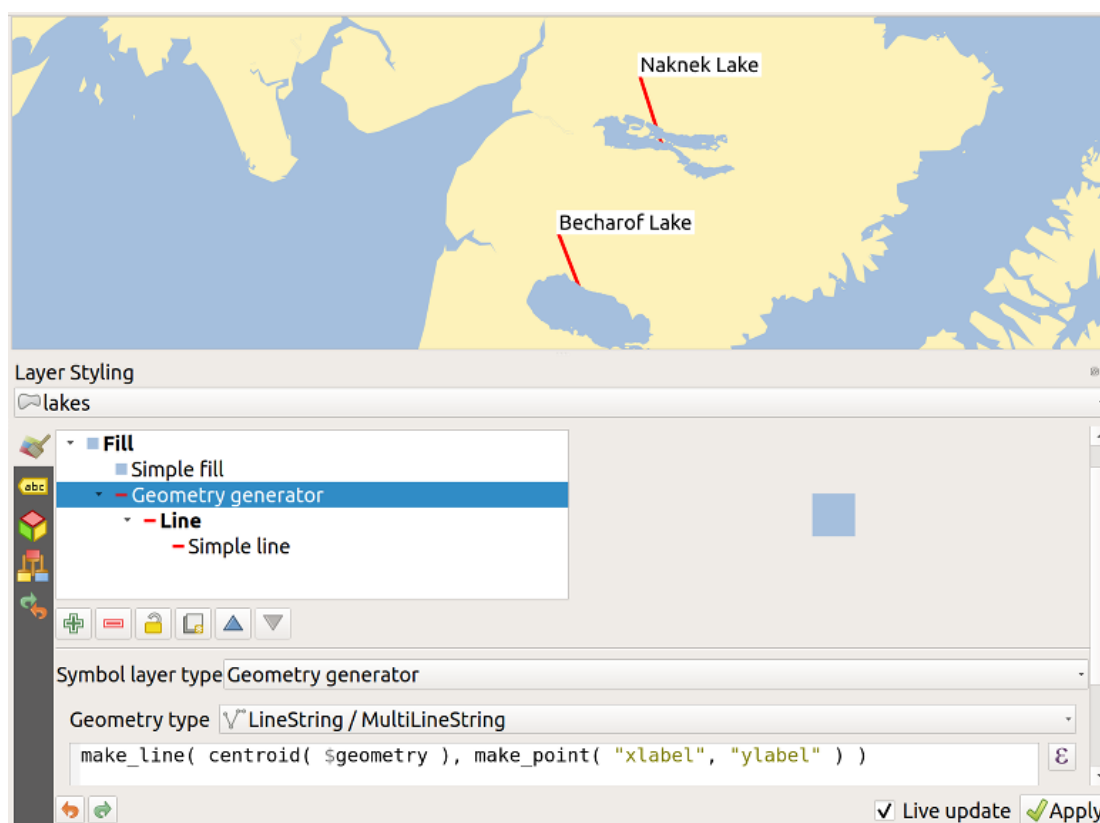 Naknek Lake
Becharof Lake
Layer Styling
lakes
Fill
Simple fill
abc
Geometry generator
Line
Simple line
Symbol layer type Geometry generator
Geometry type LineString / MultiLineString
make_line( centroid( $geometry ), make_point( "xlabel", "ylabel" ) )
ε
Live update Apply